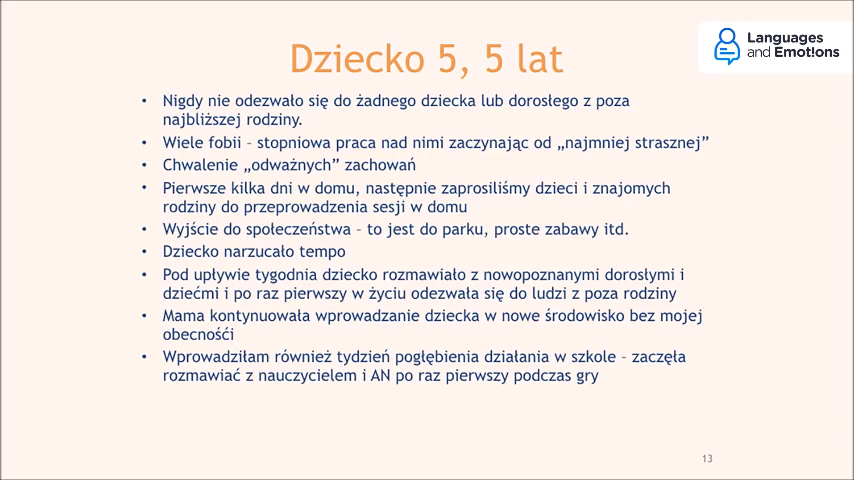 Languages
and Emot!ons
Dziecko 5, 5 lat
• Nigdy nie odezwało się do żadnego dziecka lub dorosłego z poza
najbliższej rodziny.
• Wiele fobii – stopniowa praca nad nimi zaczynając od „najmniej strasznej”
• Chwalenie „odważnych” zachowań
• Pierwsze kilka dni w domu, następnie zaprosiliśmy dzieci i znajomych
rodziny do przeprowadzenia sesji w domu
• Wyjście do społeczeństwa – to jest do parku, proste zabawy itd.
• Dziecko narzucało tempo
• Pod upływie tygodnia dziecko rozmawiało z nowopoznanymi dorosłymi i
dziećmi i po raz pierwszy w życiu odezwała się do ludzi z poza rodziny
• Mama kontynuowała wprowadzanie dziecka w nowe środowisko bez mojej
obecnośći
• Wprowadziłam również tydzień pogłębienia działania w szkole – zaczęła
rozmawiać z nauczycielem i AN po raz pierwszy podczas gry
13